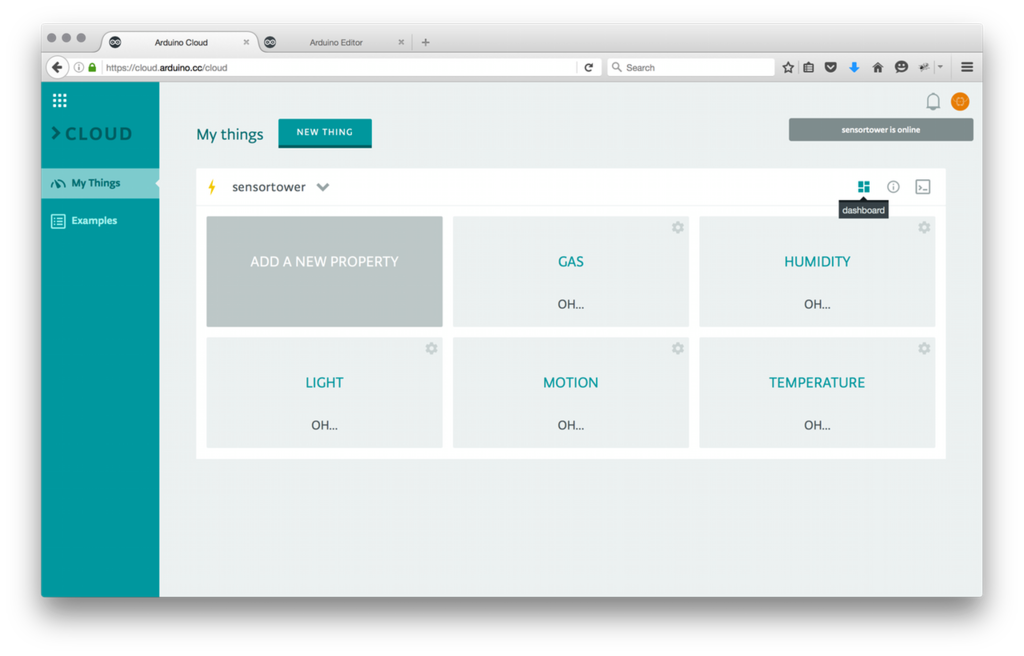 Arduino Cloud
Arduino Editor
https://cloud.arduino.cc/cloud
Search
>CLOUD
My things
NEW THING
sensortower is online
My Things
sensortower
dashboard
Examples
ADD A NEW PROPERTY
GAS
OH...
HUMIDITY
OH...
LIGHT
OH...
MOTION
OH...
TEMPERATURE
OH...